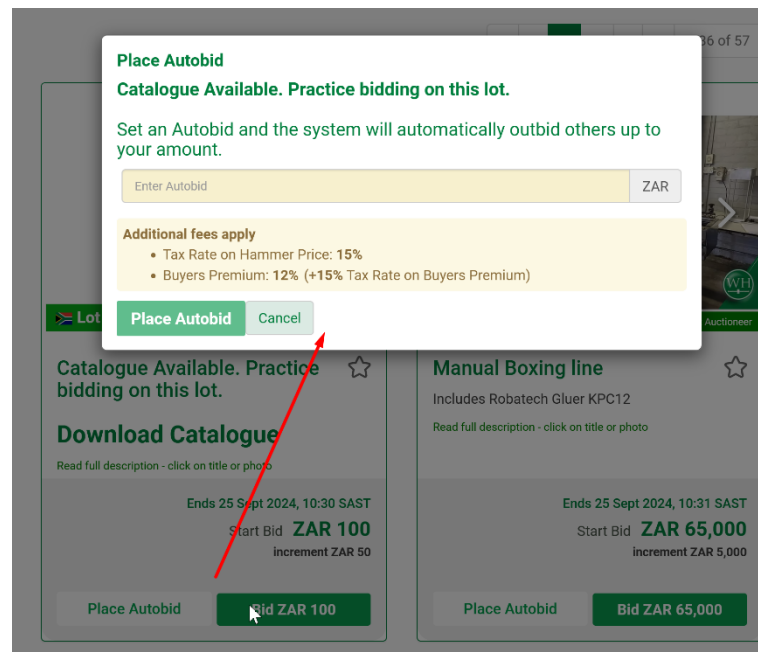 36 of 57
Place Autobid
Catalogue Available. Practice bidding on this lot.
Set an Autobid and the system will automatically outbid others up to
your amount.
Enter Autobid
ZAR
Additional fees apply
• Tax Rate on Hammer Price: 15%
• Buyers Premium: 12% (+15% Tax Rate on Buyers Premium)
Place Autobid
Cancel
WH
Lot
Auctioneer
Catalogue Available. Practice
bidding on this lot.
Download Catalogue
Read full description - click on title or photo
Ends 25 Sept 2024, 10:30 SAST
Start Bid ZAR 100
increment ZAR 50
Place Autobid
Bid ZAR 100
Manual Boxing line
Includes Robatech Gluer KPC12
Read full description - click on title or photo
Ends 25 Sept 2024, 10:31 SAST
Start Bid ZAR 65,000
increment ZAR 5,000
Place Autobid
Bid ZAR 65,000